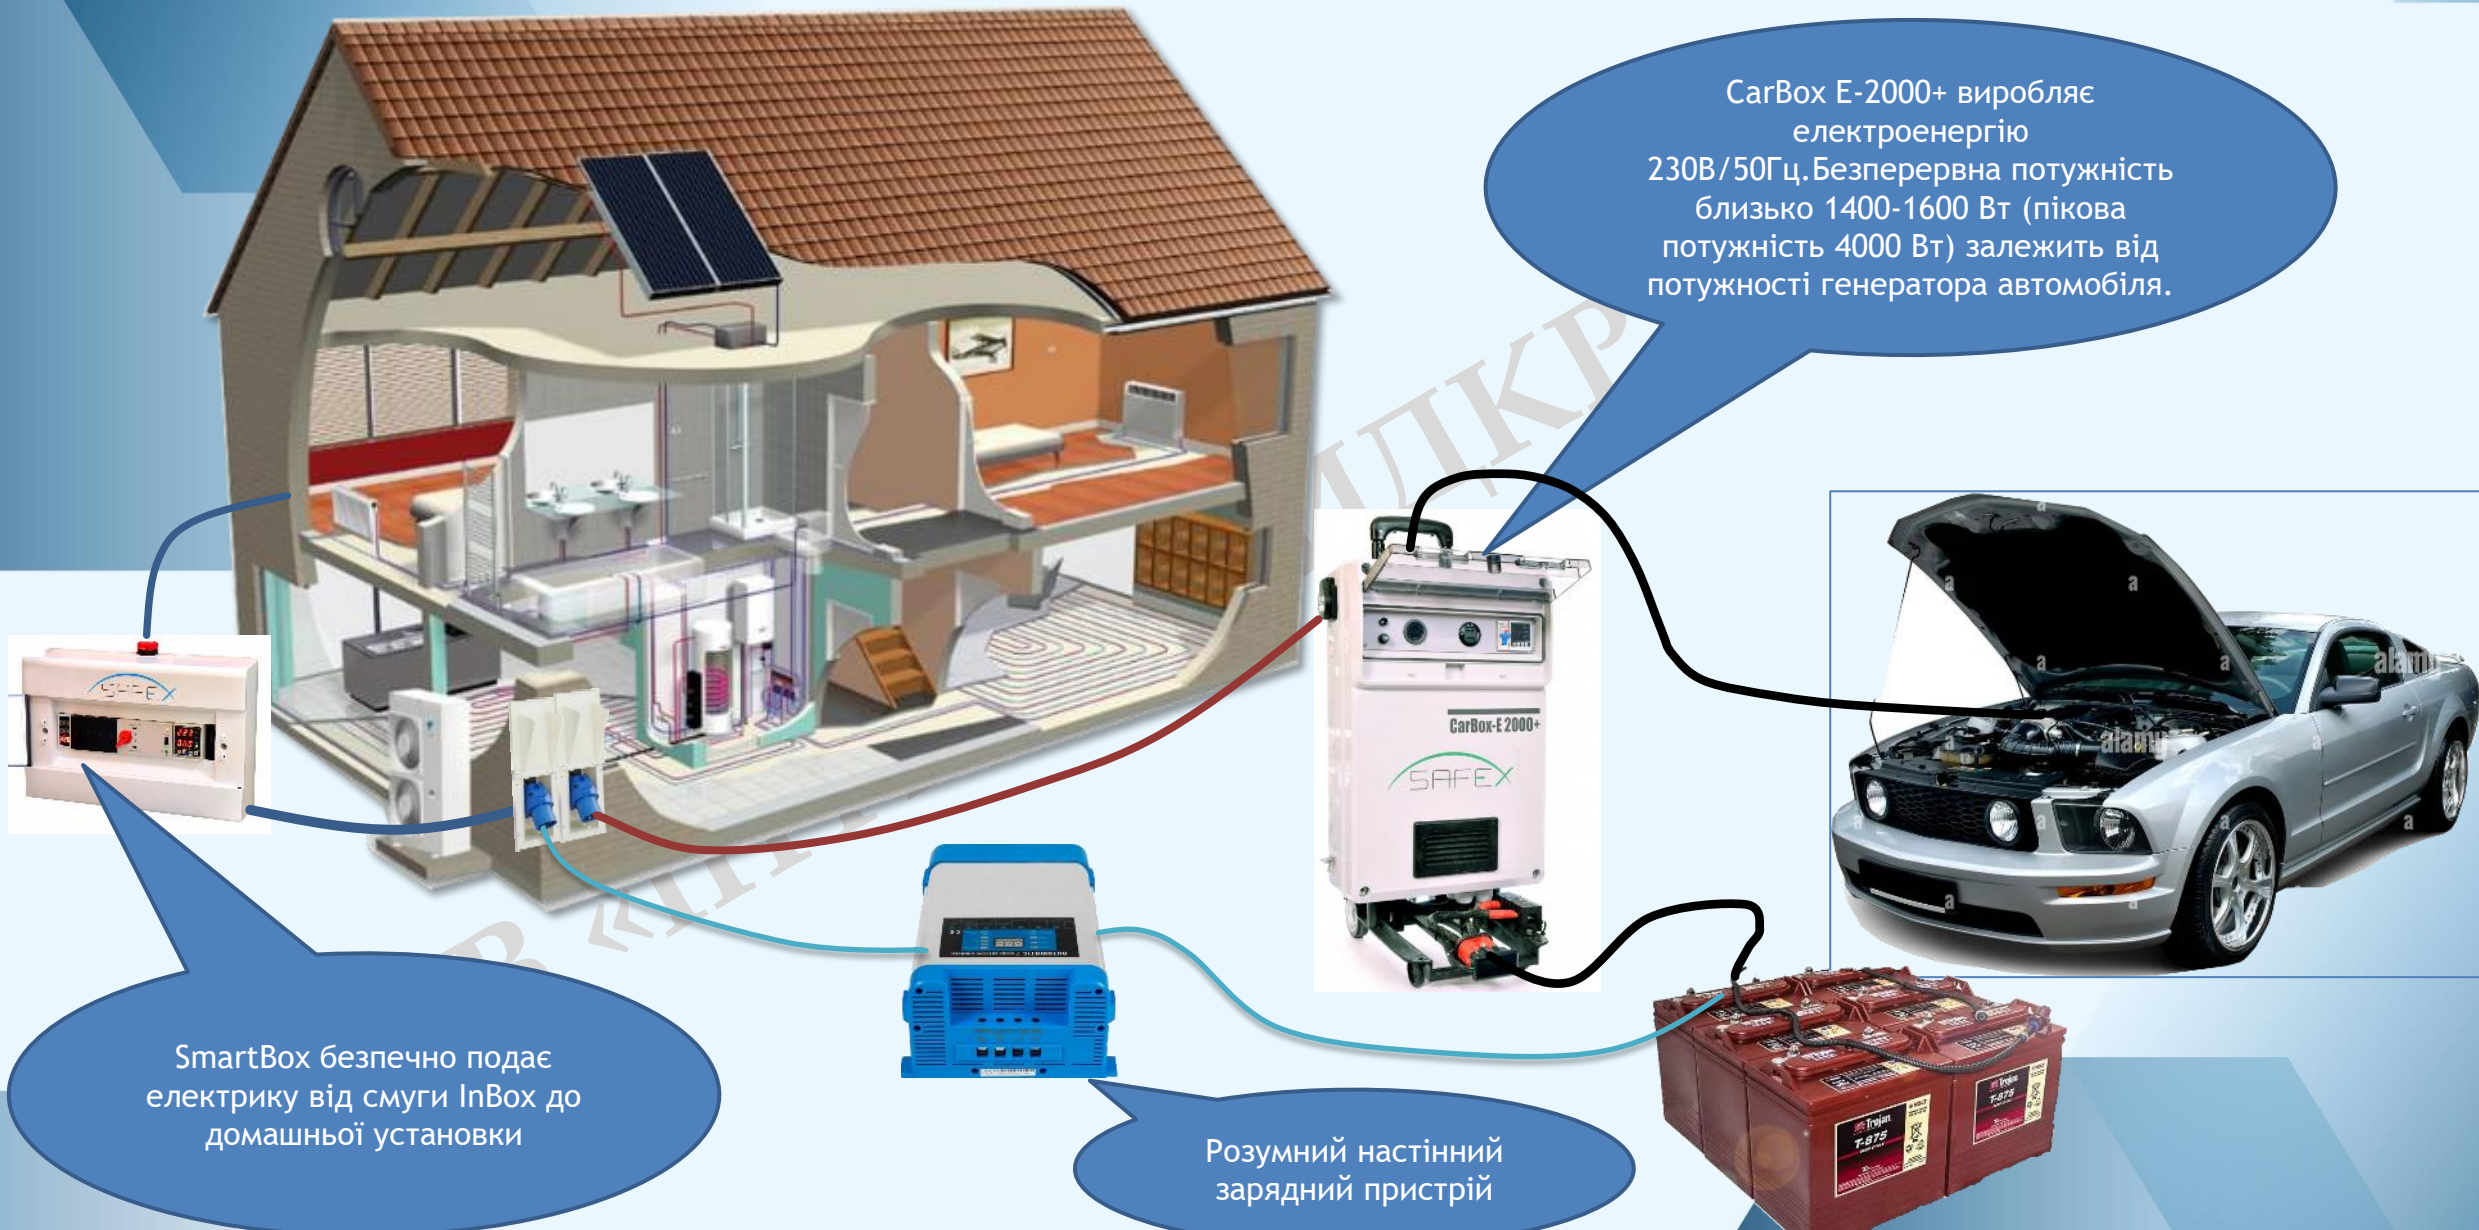 CarBox E-2000+ виробляє
електроенергію
230В/50Гц.Безперервна потужність
близько 1400-1600 Вт (пікова
потужність 4000 Вт) залежить від
потужності генератора автомобіля.
SAFEX
CarBox-E 2000+
SAFEX
alamy
alamy
a
SmartBox безпечно подає
електрику від смуги InBox до
домашньої установки
Розумний настінний
зарядний пристрій
Trojan
T-875
Trojan
T-875